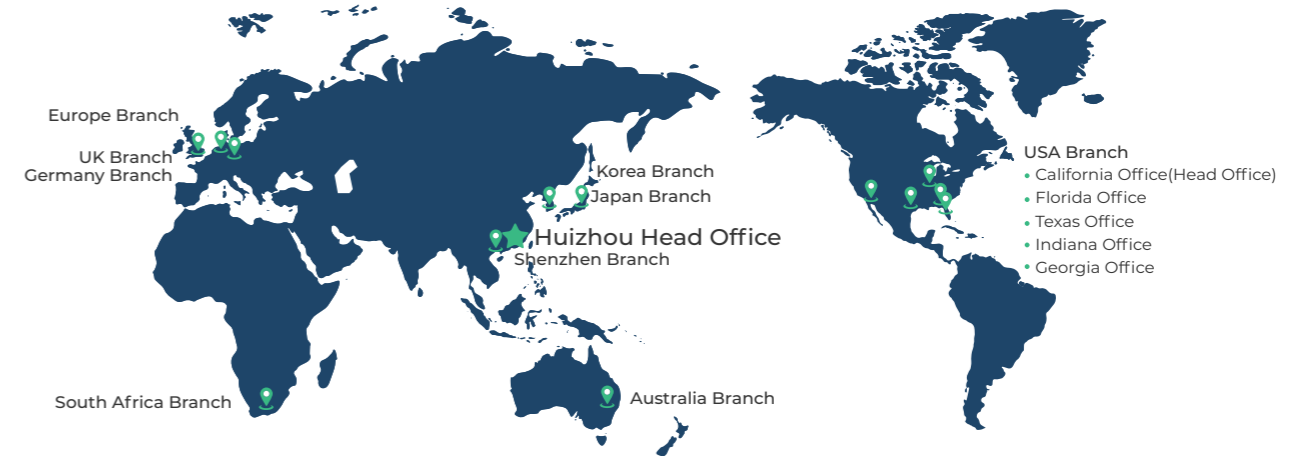 Europe Branch
UK Branch
Germany Branch
Korea Branch
Japan Branch
Huizhou Head Office
Shenzhen Branch
South Africa Branch
Australia Branch
USA Branch
• California Office(Head Office)
• Florida Office
• Texas Office
• Indiana Office
• Georgia Office